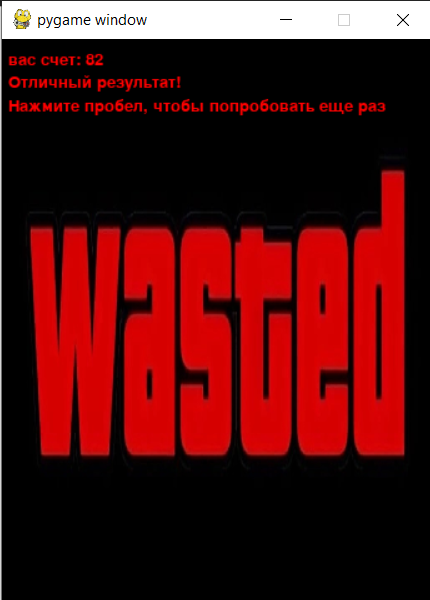 pygame window
вас счет: 82
Отличный результат!
Нажмите пробел, чтобы попробовать еще раз
wasted